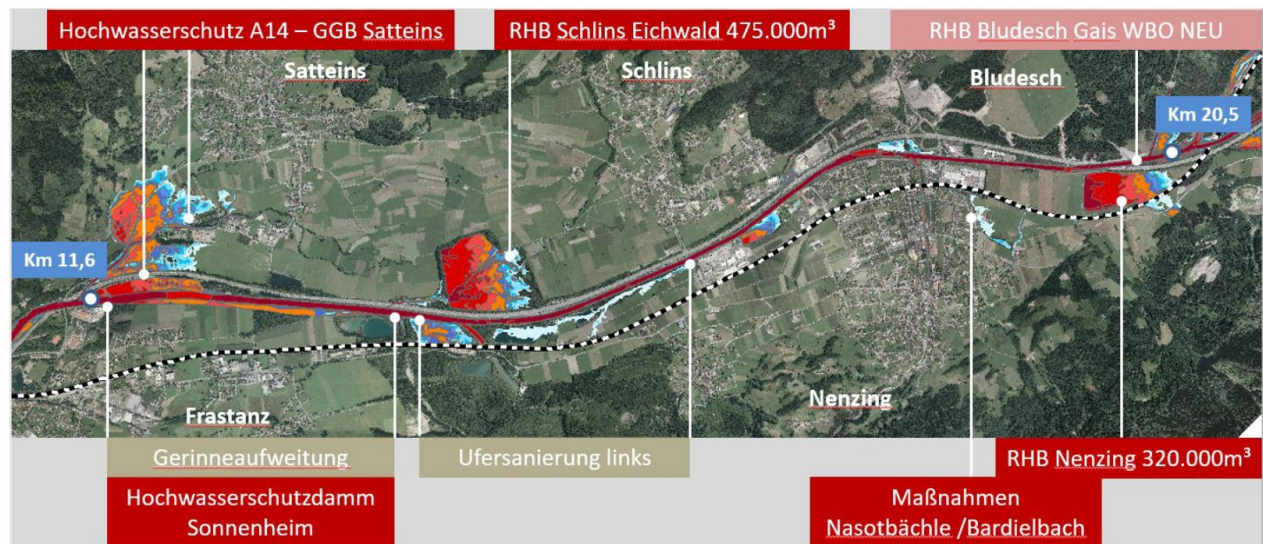 Hochwasserschutz A14 – GGB Satteins
RHB Schlins Eichwald 475.000m³
RHB Bludesch Gais WBO NEU
Satteins
Schlins
Bludesch
Km 20,5
Km 11,6
Frastanz
Nenzing
Gerinneaufweitung
Ufersanierung links
RHB Nenzing 320.000m³
Hochwasserschutzdamm
Sonnenheim
Maßnahmen
Nasotbächle /Bardielbach